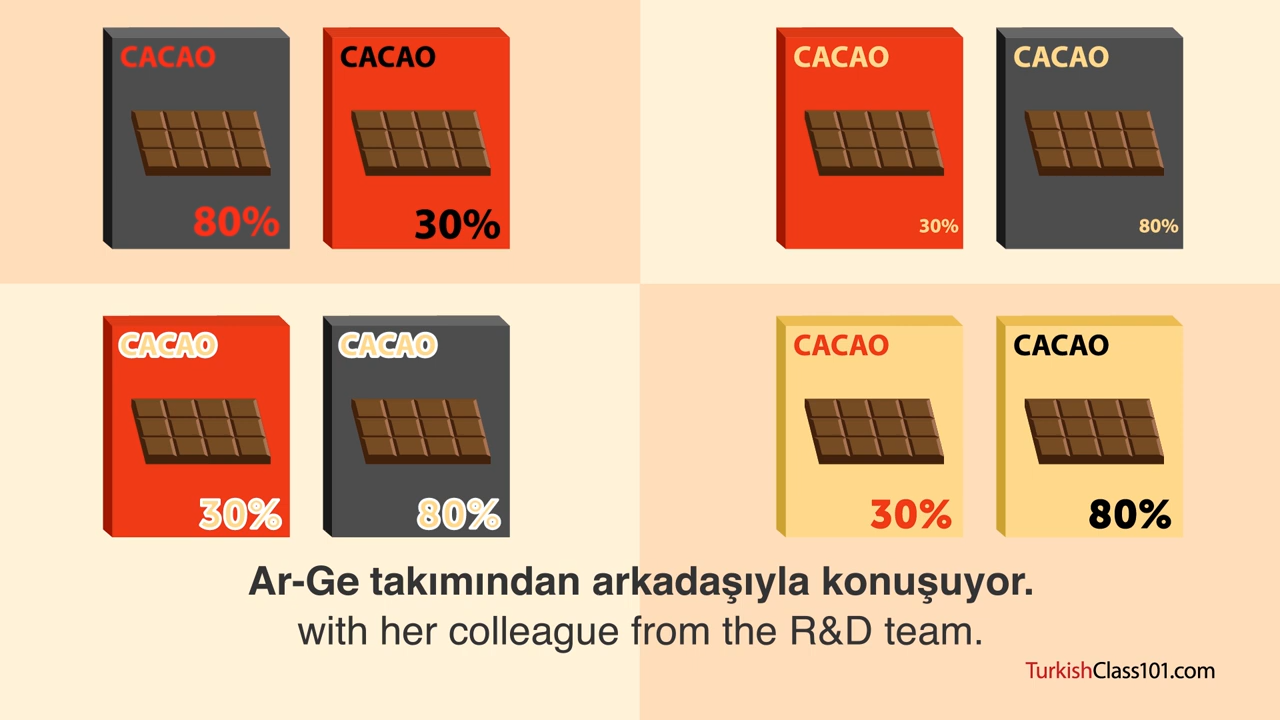 CACAO
CACAO
80%
30%
CACAO
CACAO
30%
80%
CACAO
CACAO
30%
80%
CACAO
CACAO
30%
80%
Ar-Ge takımından arkadaşıyla konuşuyor.
with her colleague from the R&D team.
TurkishClass101.com